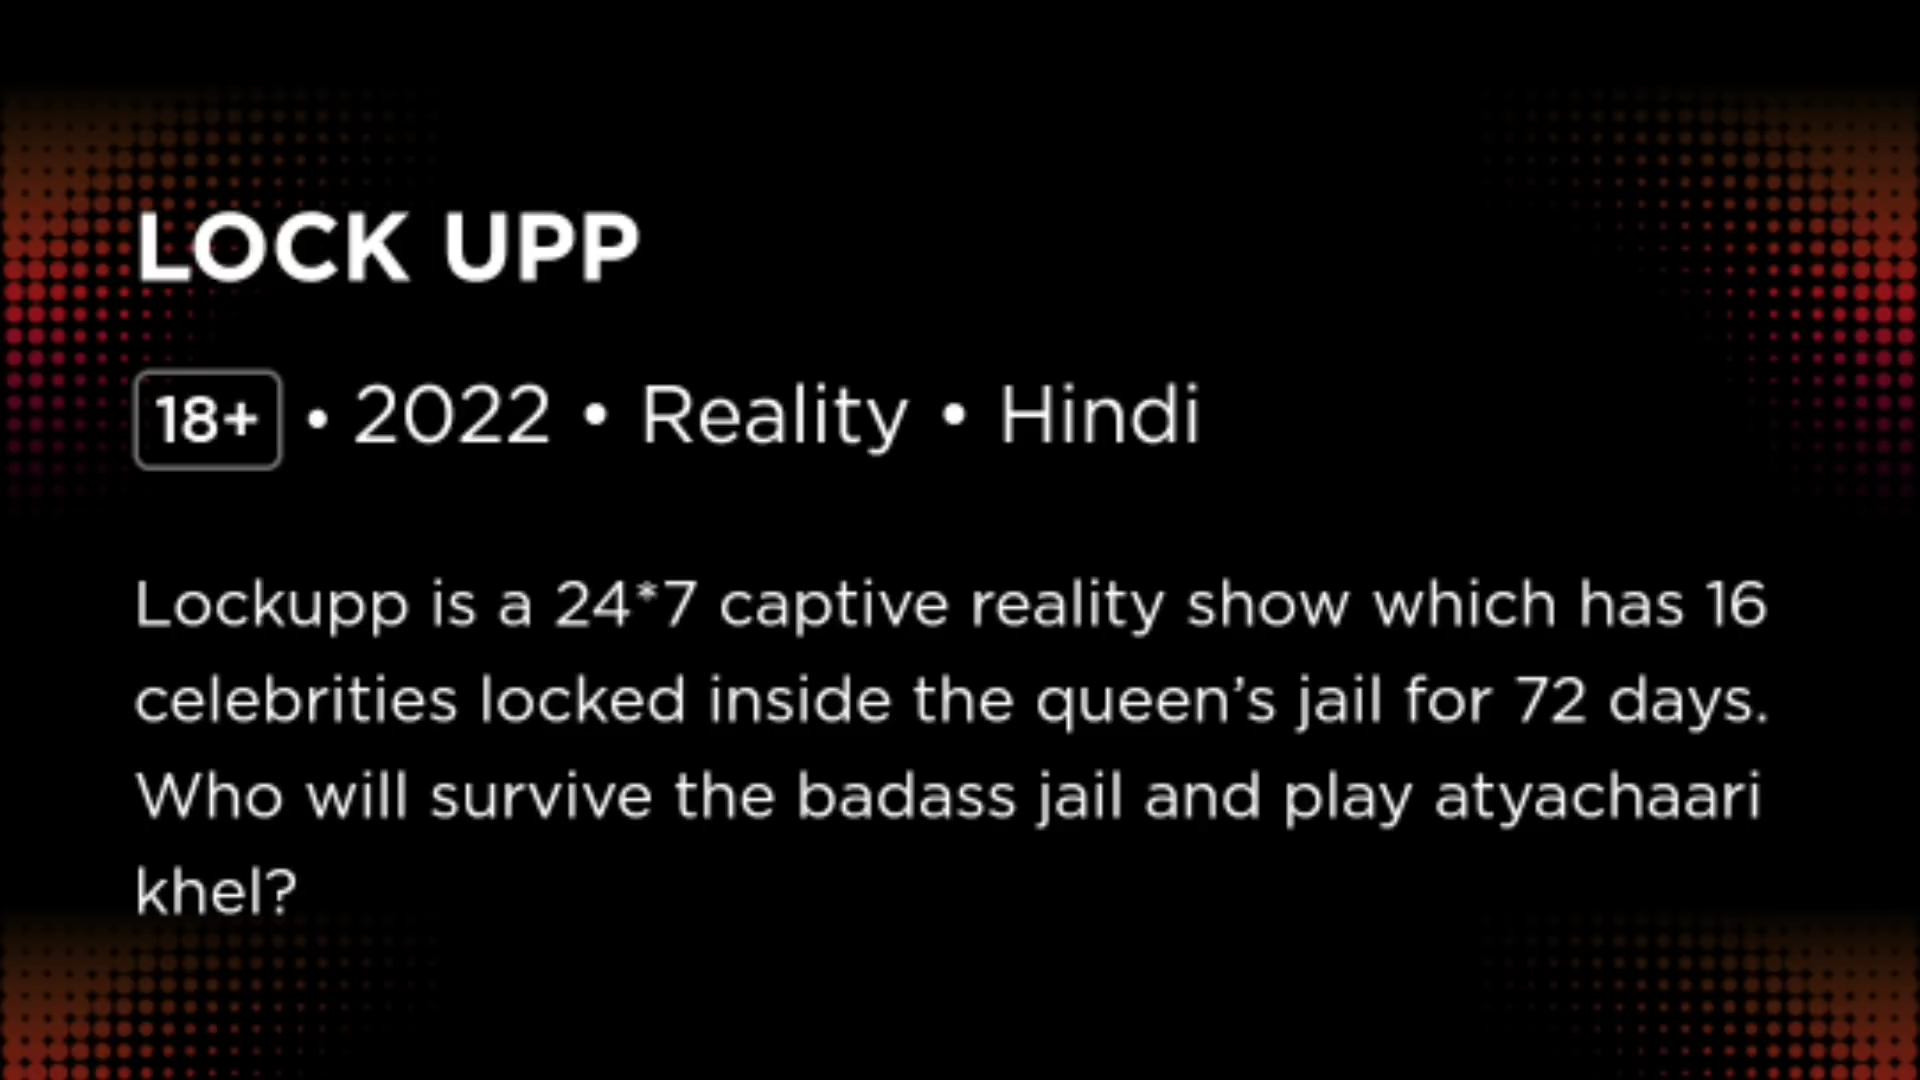 LOCK UPP
18+ • 2022 • Reality • Hindi
Lockupp is a 24*7 captive reality show which has 16
celebrities locked inside the queen’s jail for 72 days.
Who will survive the badass jail and play atyachaari
khel?